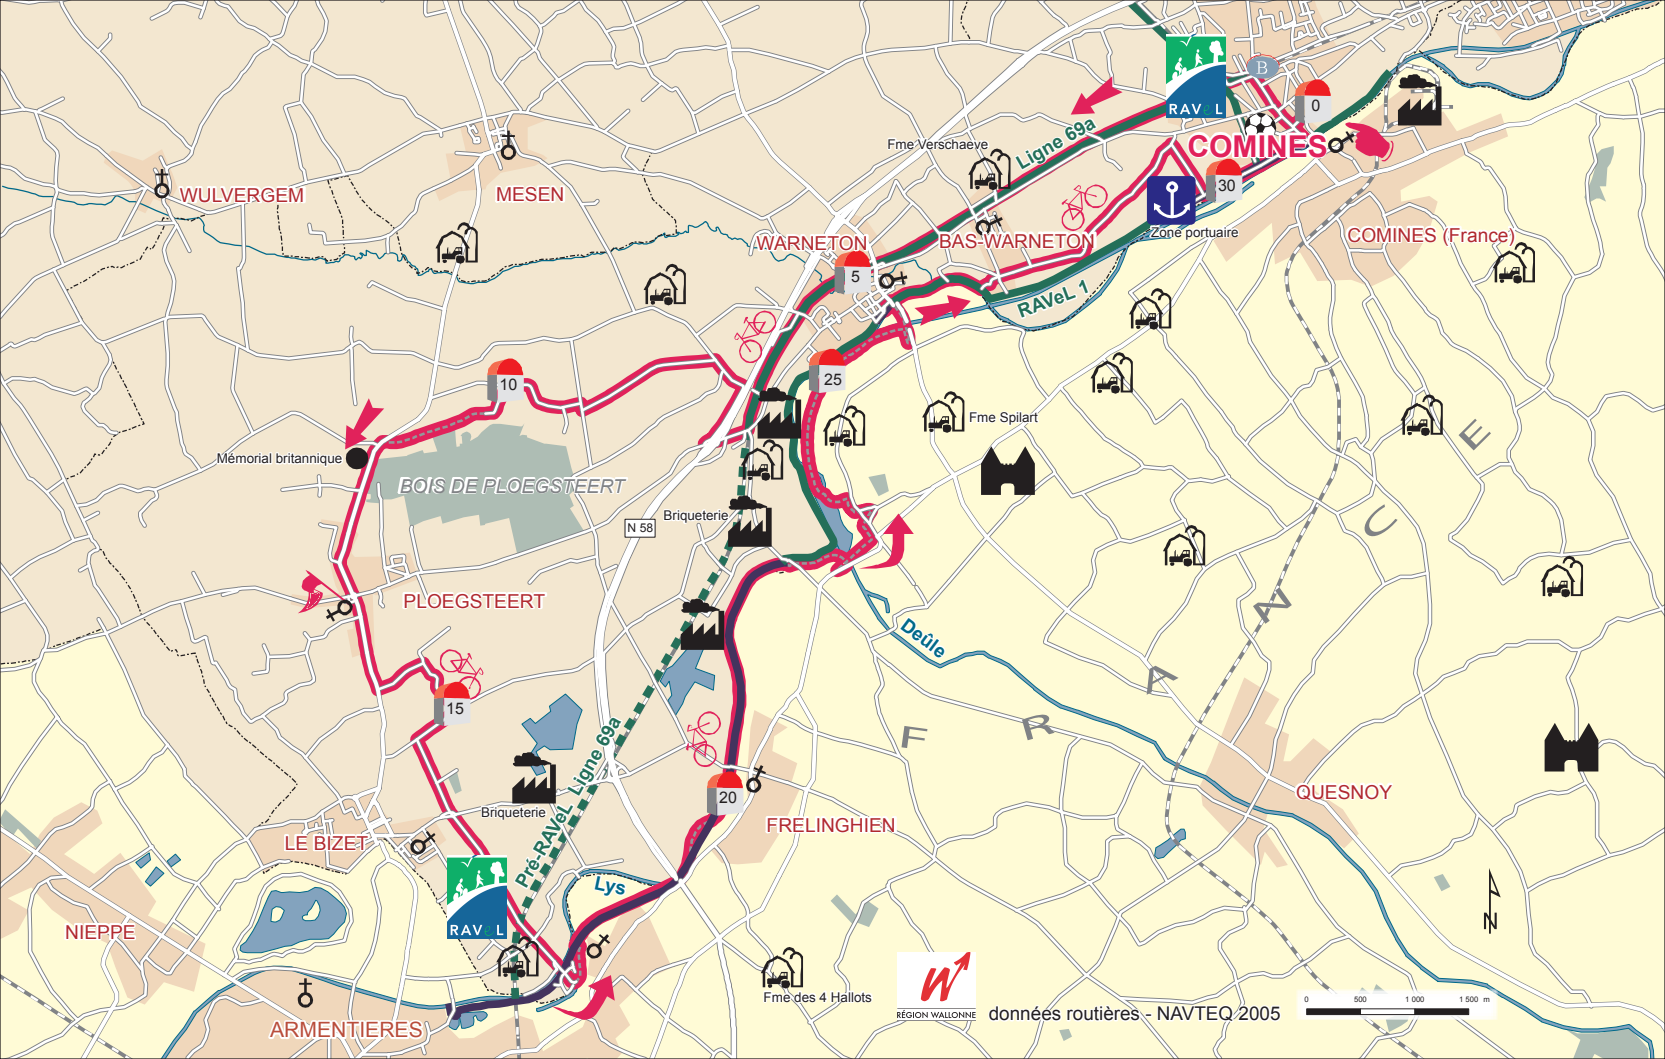 B
RAVeL
0
COMINES
Ligne 69a
Fme Verschaeve
30
WULVERGEM
MESEN
WARNETON
BAS-WARNETON
Zone portuaire
COMINES (France)
5
RAVeL 1
10
25
Fme Spilart
Mémorial britannique
BOIS DE PLOEGSTEERT
Briqueterie
N 58
PLOEGSTEERT
Deûle
F R A N C E
15
Pré-RAVeL Ligne 69a
20
Briqueterie
QUESNOY
FRELINGHIEN
LE BIZET
Lys
RAVeL
NIEPPE
N
Fme des 4 Hallots
RÉGION WALLONNE
données routières - NAVTEQ 2005
0 500 1 000 1 500 m
ARMENTIERES